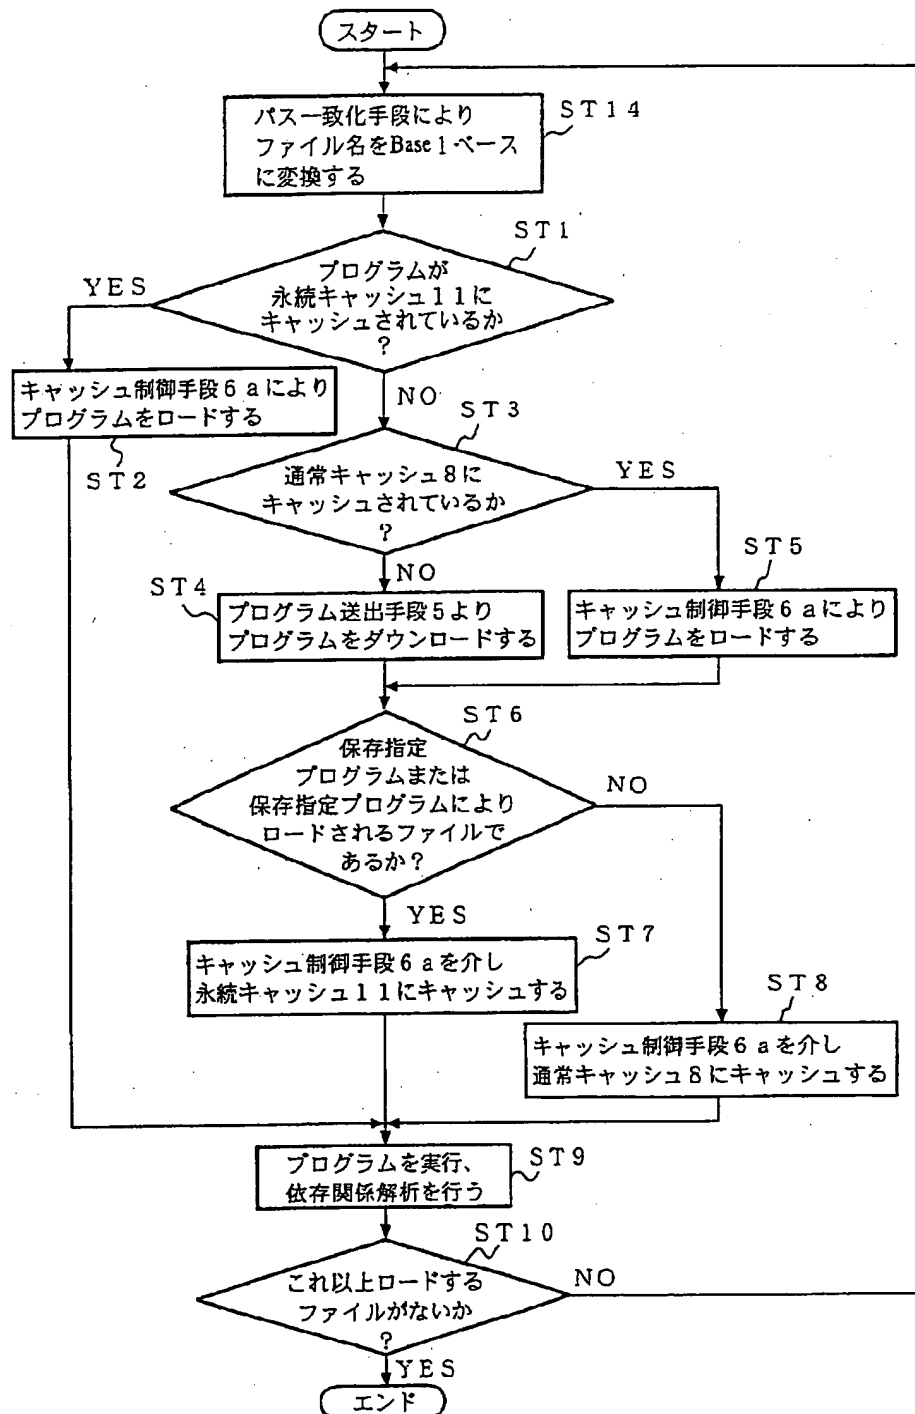 スタート
パス一致化手段により
ファイル名をBase1ベース
に変換する
ST14
ST1
プログラムが
永続キャッシュ11に
キャッシュされているか
?
YES
NO
キャッシュ制御手段6aにより
プログラムをロードする
ST2
ST3
通常キャッシュ8に
キャッシュされているか
?
YES
NO
ST4
プログラム送出手段5より
プログラムをダウンロードする
ST5
キャッシュ制御手段6aにより
プログラムをロードする
ST6
保存指定
プログラムまたは
保存指定プログラムにより
ロードされるファイルで
あるか?
NO
YES
ST7
キャッシュ制御手段6aを介し
永続キャッシュ11にキャッシュする
ST8
キャッシュ制御手段6aを介し
通常キャッシュ8にキャッシュする
プログラムを実行、
依存関係解析を行う
ST9
ST10
これ以上ロードする
ファイルがないか
?
NO
YES
エンド